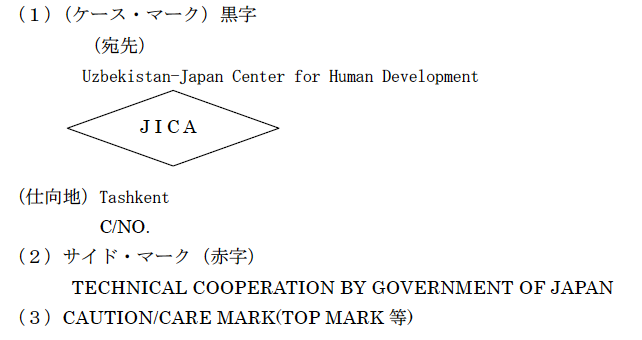 （１）（ケース・マーク）黒字
（宛先）
Uzbekistan-Japan Center for Human Development
ＪＩＣＡ
（仕向地）Tashkent
C/NO.
（２）サイド・マーク（赤字）
TECHNICAL COOPERATION BY GOVERNMENT OF JAPAN
（３）CAUTION/CARE MARK(TOP MARK 等)